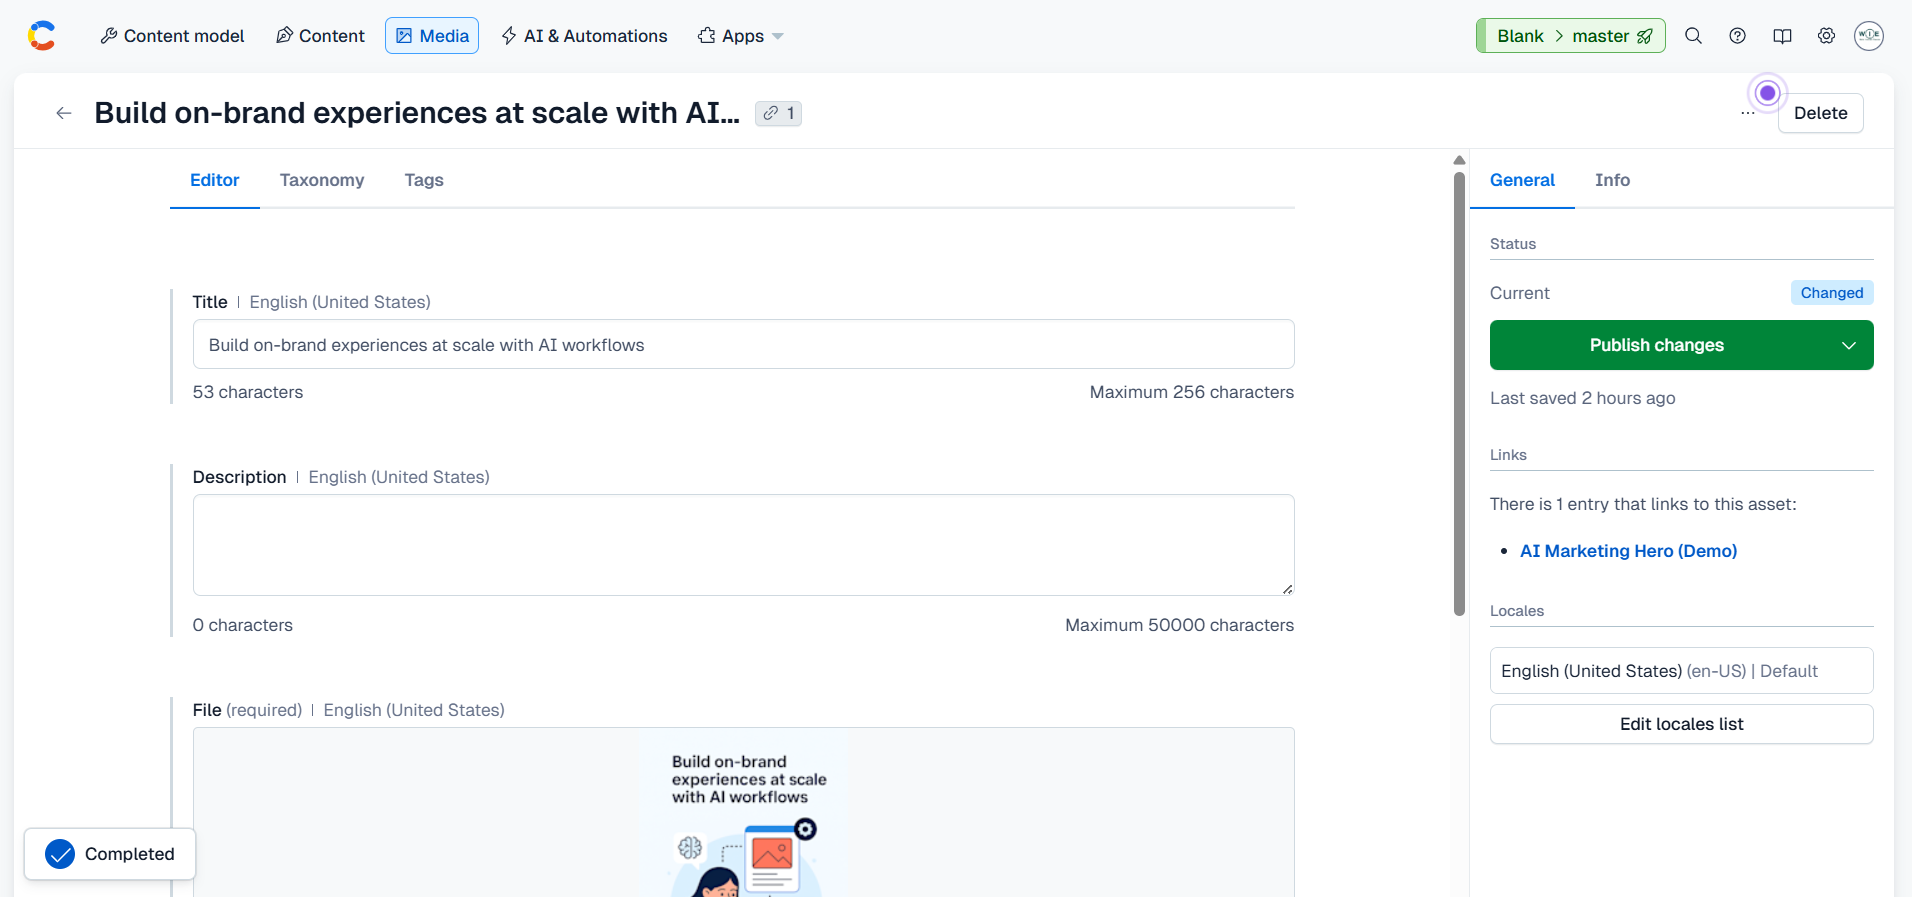 Content model
Content
Media
AI & Automations
Apps
Blank > master
WIE
Build on-brand experiences at scale with AI...
1
...
Delete
Editor
Taxonomy
Tags
General
Info
Title | English (United States)
Build on-brand experiences at scale with AI workflows
53 characters
Maximum 256 characters
Description | English (United States)
0 characters
Maximum 50000 characters
File (required) | English (United States)
Build on-brand
experiences at scale
with AI workflows
Completed
Status
Current
Changed
Publish changes
Last saved 2 hours ago
Links
There is 1 entry that links to this asset:
• AI Marketing Hero (Demo)
Locales
English (United States) (en-US) | Default
Edit locales list